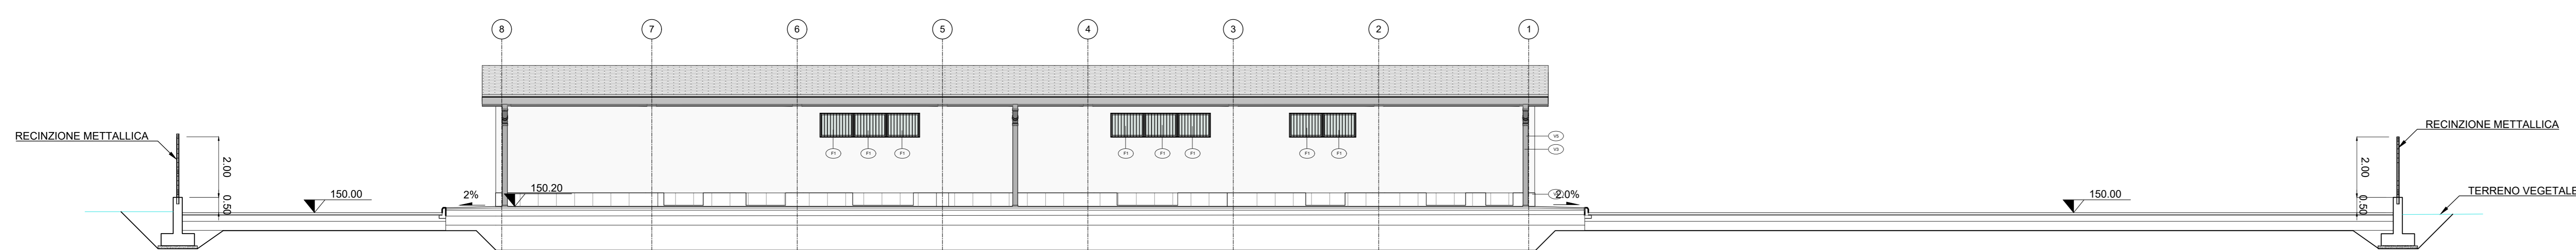 8 7 6 5 4 3 2 1
RECINZIONE METTALLICA
RECINZIONE METTALLICA
2.00
0.50
150.00
2%
150.20
F1 F1 F1
F1 F1 F1
F1 F1
V5
V5
2.0%
150.00
2.00
0.50
TERRENO VEGETALE